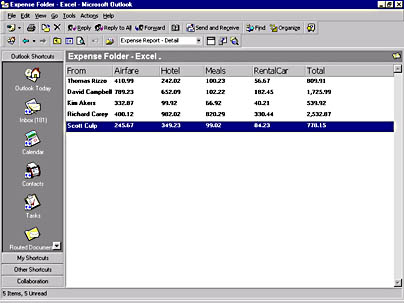 Expense Folder - Excel - Microsoft Outlook
File Edit View Go Tools Actions Help
New Reply Reply to All Forward Send and Receive Find Organize
Expense Report - Detail
Outlook Shortcuts
Expense Folder - Excel .
From Airfare Hotel Meals RentalCar Total
Thomas Rizzo 410.99 242.02 100.23 56.67 809.91
David Campbell 789.23 652.09 102.22 182.45 1,725.99
Kim Akers 332.87 99.92 66.92 40.21 539.92
Richard Carey 400.12 982.02 820.29 330.44 2,532.87
Scott Culp 245.67 349.23 99.02 84.23 778.15
Outlook Today
Inbox (181)
Calendar
Contacts
Tasks
Routed Document
My Shortcuts
Other Shortcuts
Collaboration
5 Items, 5 Unread